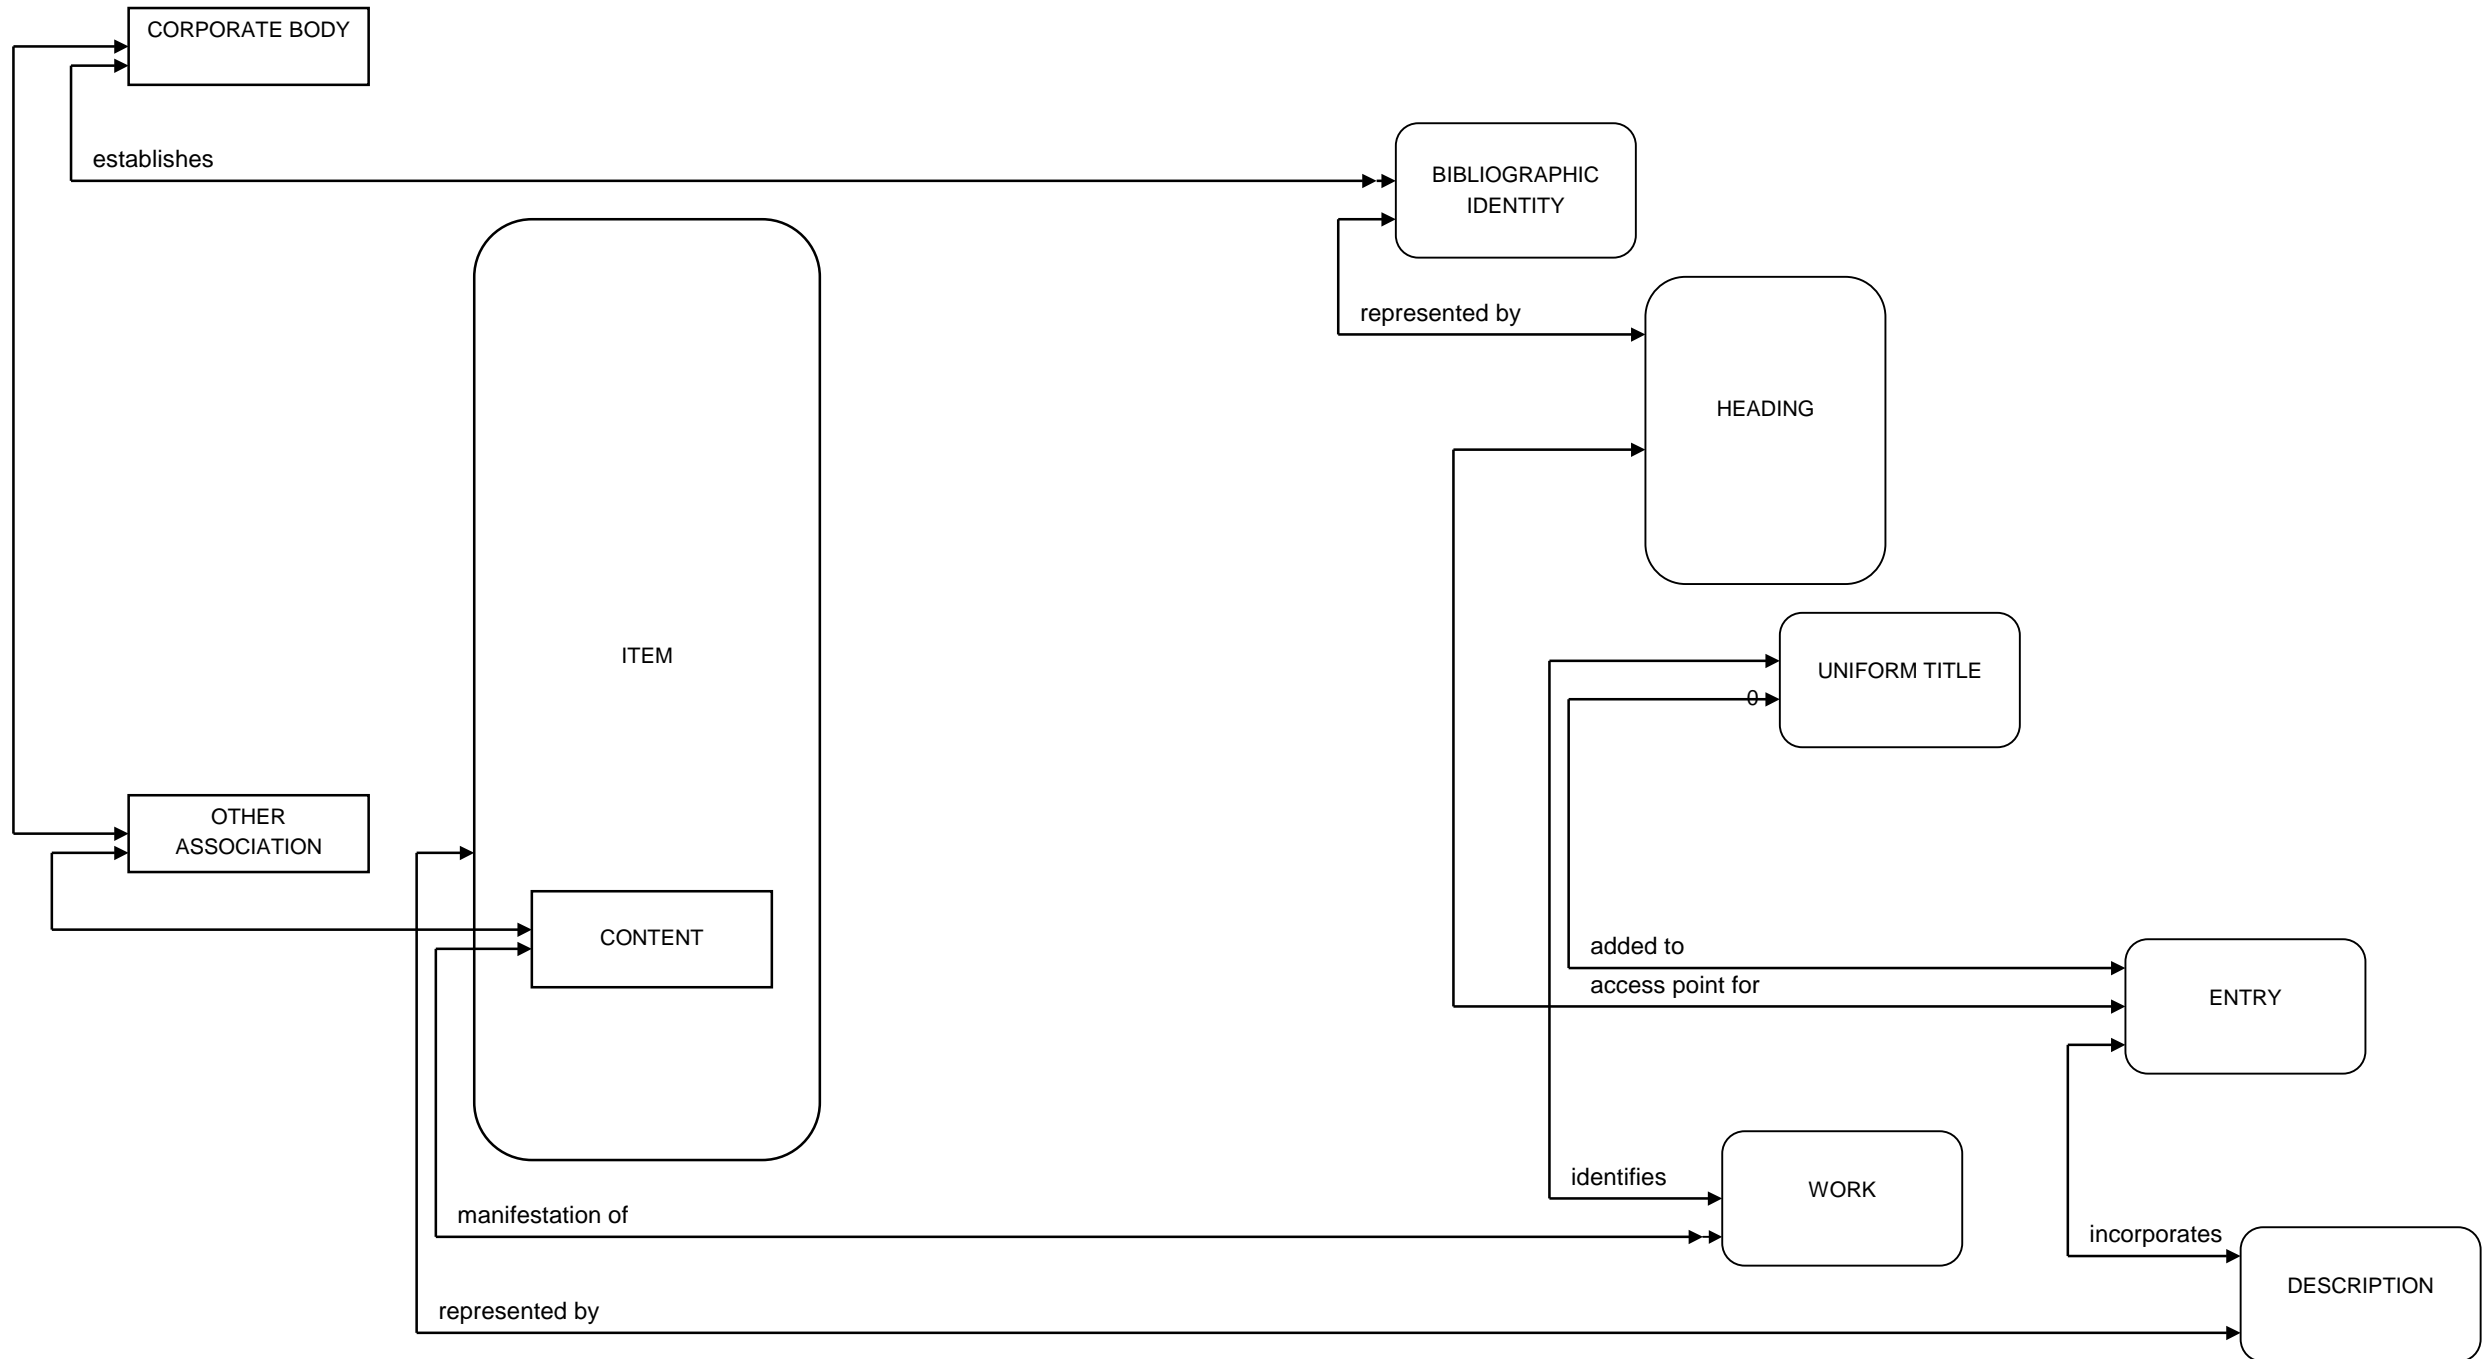 CORPORATE BODY
establishes
BIBLIOGRAPHIC
IDENTITY
represented by
HEADING
ITEM
UNIFORM TITLE
0
OTHER
ASSOCIATION
CONTENT
added to
access point for
ENTRY
identifies
WORK
manifestation of
incorporates
DESCRIPTION
represented by